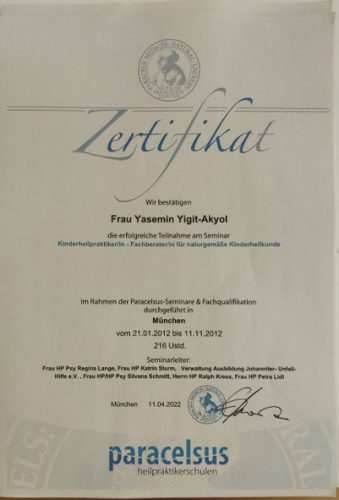 Zertifikat
Wir bestätigen
Frau Yasemin Yigit-Akyol
die erfolgreiche Teilnahme am Seminar
Kinderheilpraktiker/in - Fachberater/in für naturgemäße Kinderheilkunde
im Rahmen der Paracelsus-Seminare & Fachqualifikation
durchgeführt in
München
vom 21.01.2012 bis 11.11.2012
216 Ustd.
Seminarleiter:
Frau HP Psy Regina Lange, Frau HP Katrin Sturm, Verwaltung Ausbildung Johanniter- Unfall-
Hilfe e.V. , Frau HP/HP Psy Silvana Schmitt, Herrn HP Ralph Kress, Frau HP Petra Lidl
München 11.04.2022
paracelsus
heilpraktikerschulen